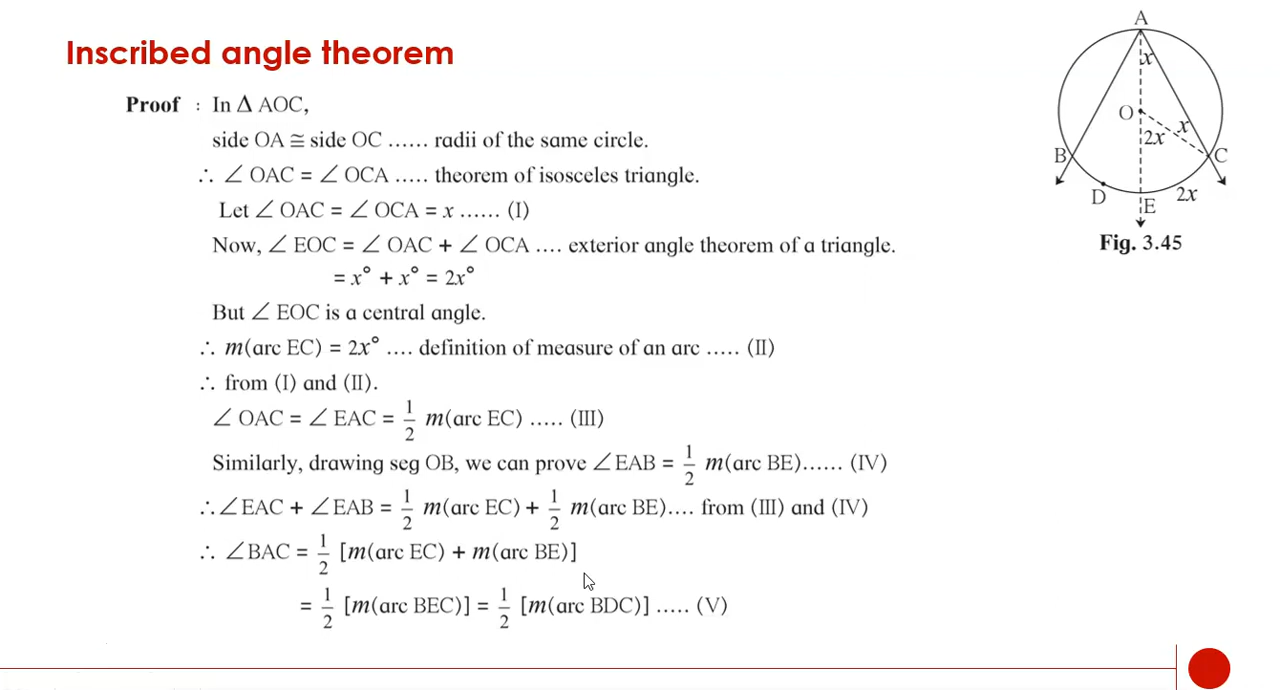 Inscribed angle theorem
Proof : In Δ AOC,
side OA ≅ side OC ...... radii of the same circle.
∴ ∠ OAC = ∠ OCA ..... theorem of isosceles triangle.
Let ∠ OAC = ∠ OCA = x ...... (I)
Now, ∠ EOC = ∠ OAC + ∠ OCA .... exterior angle theorem of a triangle.
= x° + x° = 2x°
But ∠ EOC is a central angle.
∴ m(arc EC) = 2x° .... definition of measure of an arc ..... (II)
∴ from (I) and (II).
∠ OAC = ∠ EAC = 1/2 m(arc EC) ..... (III)
Similarly, drawing seg OB, we can prove ∠EAB = 1/2 m(arc BE)...... (IV)
∴∠EAC + ∠EAB = 1/2 m(arc EC) + 1/2 m(arc BE).... from (III) and (IV)
∴ ∠BAC = 1/2 [m(arc EC) + m(arc BE)]
= 1/2 [m(arc BEC)] = 1/2 [m(arc BDC)] ..... (V)
A
x
O
x
2x
B
C
D
E
2x
Fig. 3.45